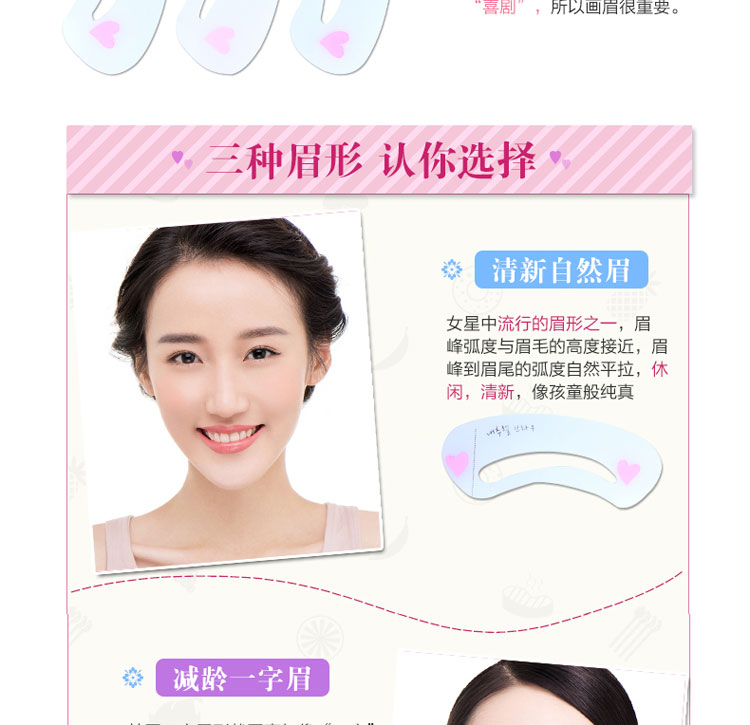 “喜剧”，所以画眉很重要。
三种眉形 认你选择
清新自然眉
女星中流行的眉形之一，眉
峰弧度与眉毛的高度接近，眉
峰到眉尾的弧度自然平拉，休
闲，清新，像孩童般纯真
减龄一字眉